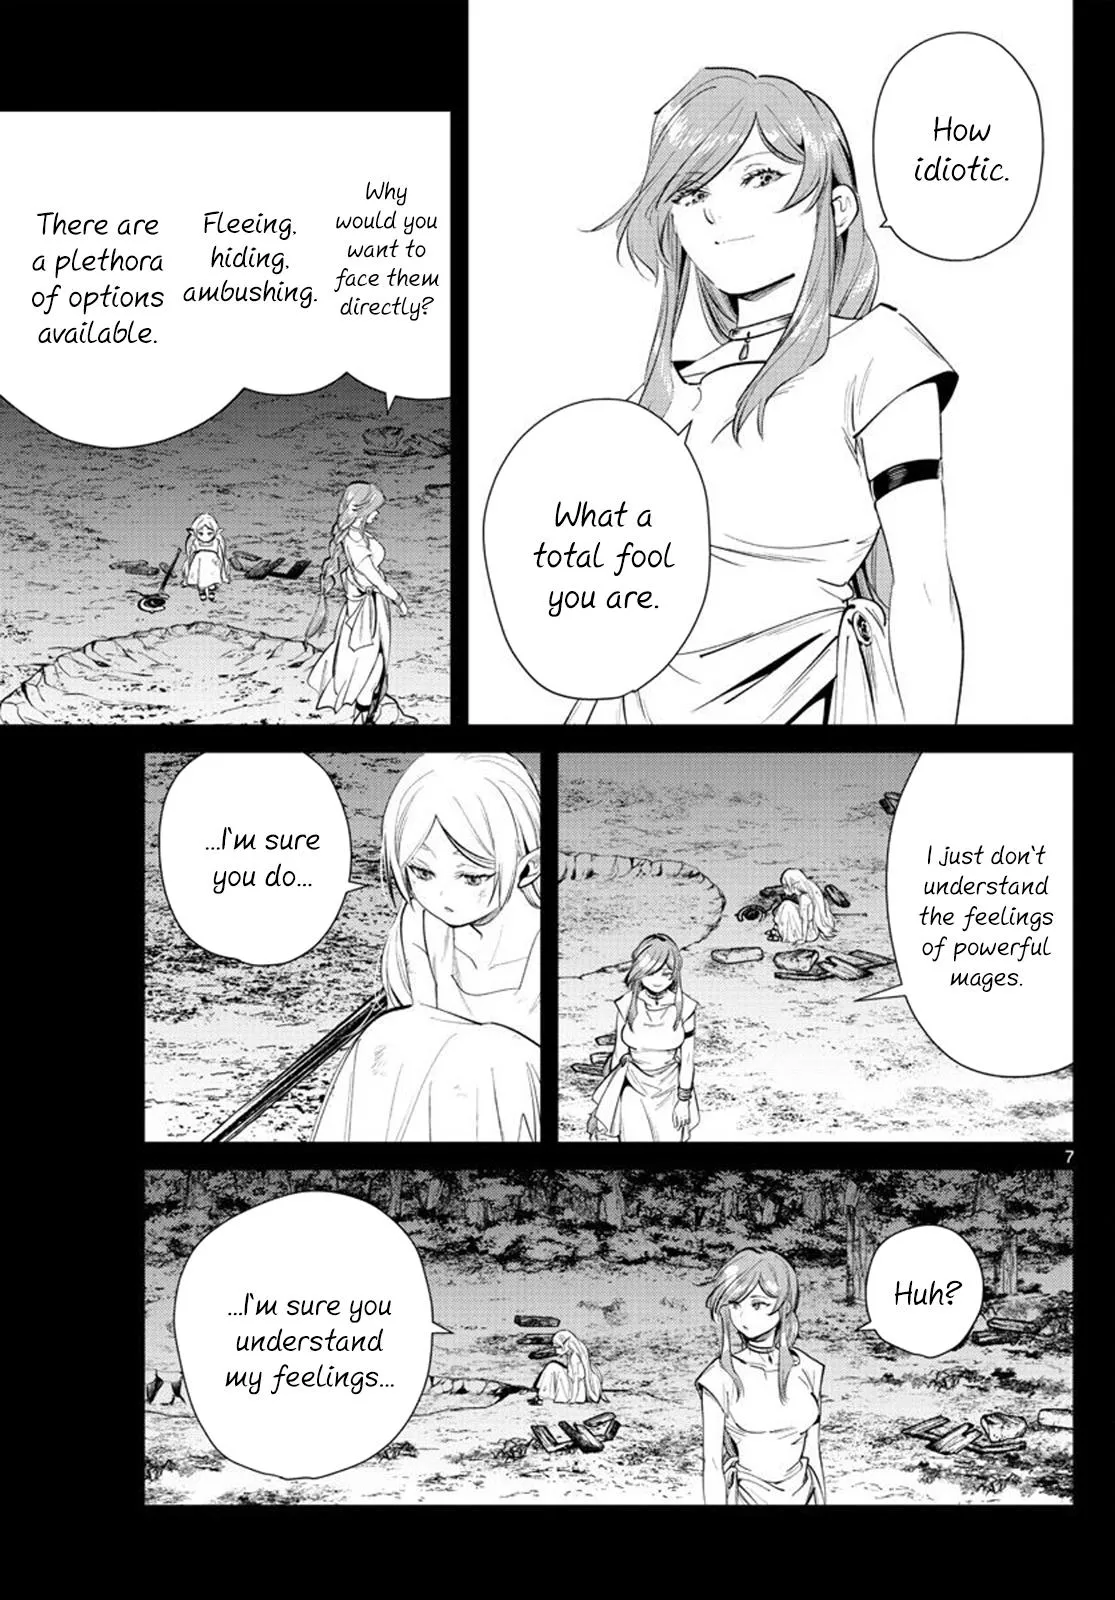 How
idiotic.
What a
total fool
you are.
Why
would you
want to
face them
directly?
Fleeing,
hiding,
ambushing.
There are
a plethora
of options
available.
I just don't
understand
the feelings
of powerful
mages.
...I'm sure
you do...
7
Huh?
...I'm sure you
understand
my feelings...